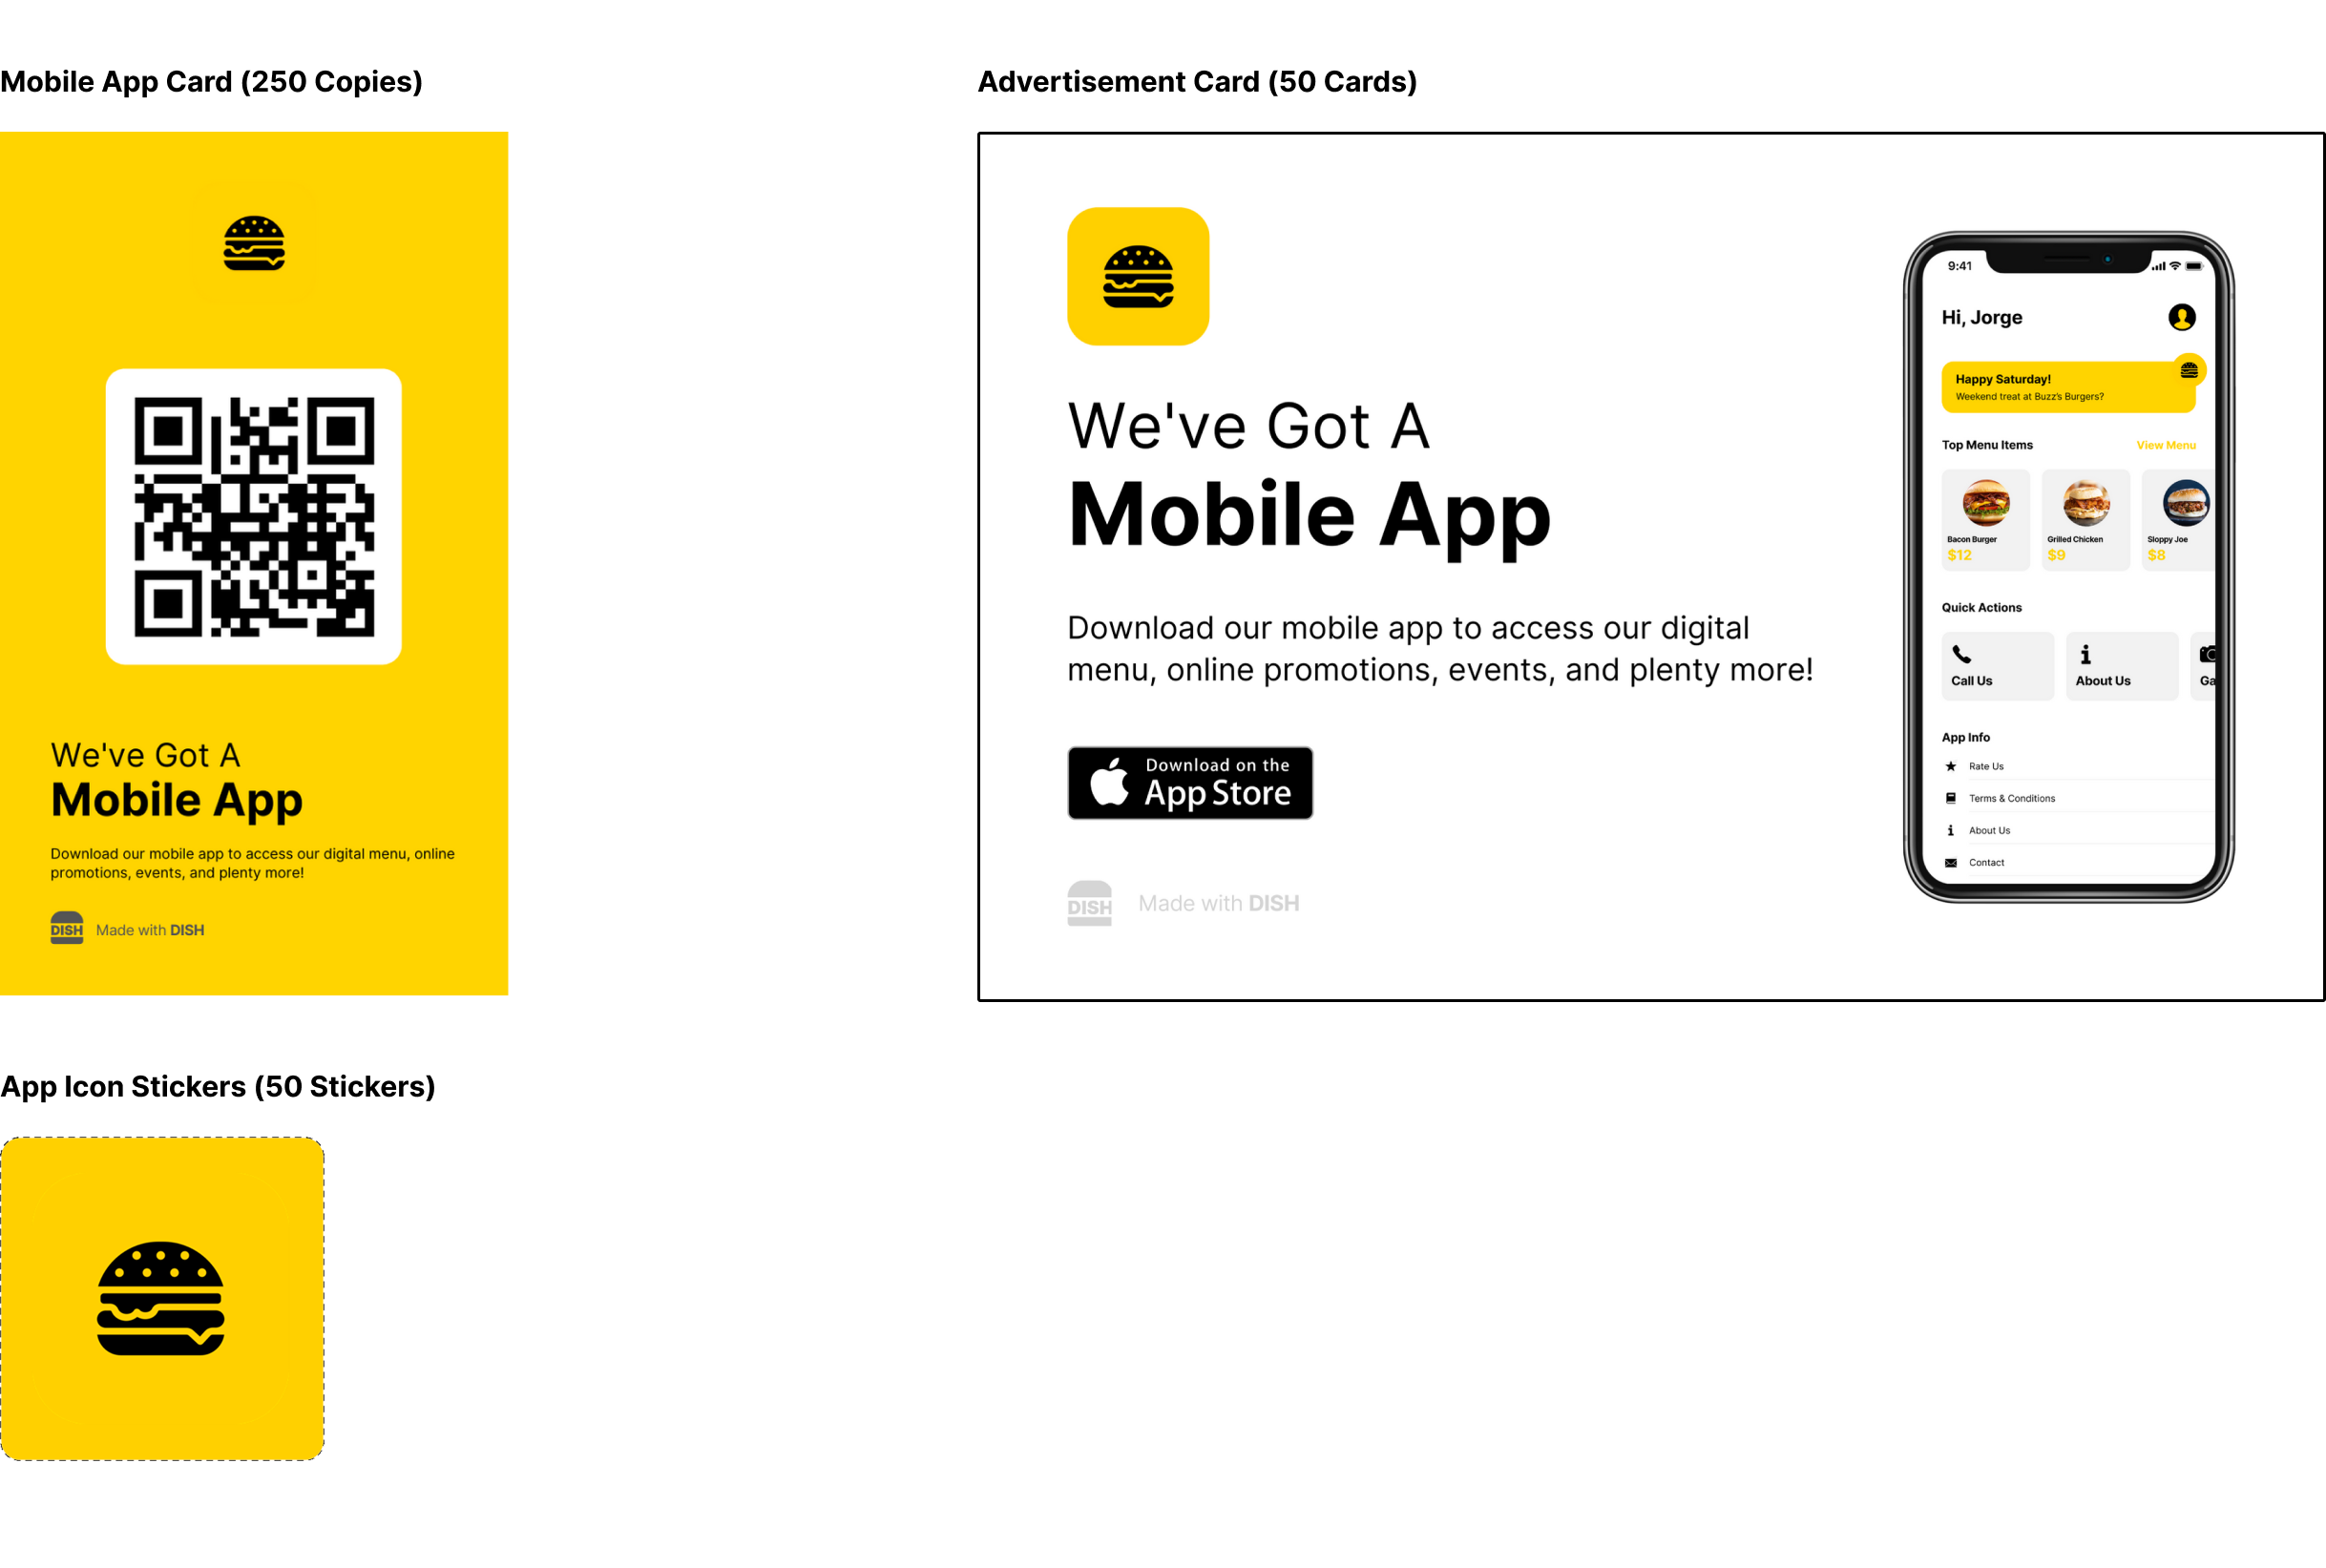 Mobile App Card (250 Copies)
We've Got A
Mobile App
Download our mobile app to access our digital menu, online
promotions, events, and plenty more!
DISH Made with DISH
Advertisement Card (50 Cards)
We've Got A
Mobile App
Download our mobile app to access our digital
menu, online promotions, events, and plenty more!
Download on the
App Store
DISH Made with DISH
9:41
Hi, Jorge
Happy Saturday!
Weekend treat at Buzz's Burgers?
Top Menu Items View Menu
Bacon Burger Grilled Chicken Sloppy Joe
$12 $9 $8
Quick Actions
Call Us About Us Ga
App Info
Rate Us
Terms & Conditions
About Us
Contact
App Icon Stickers (50 Stickers)